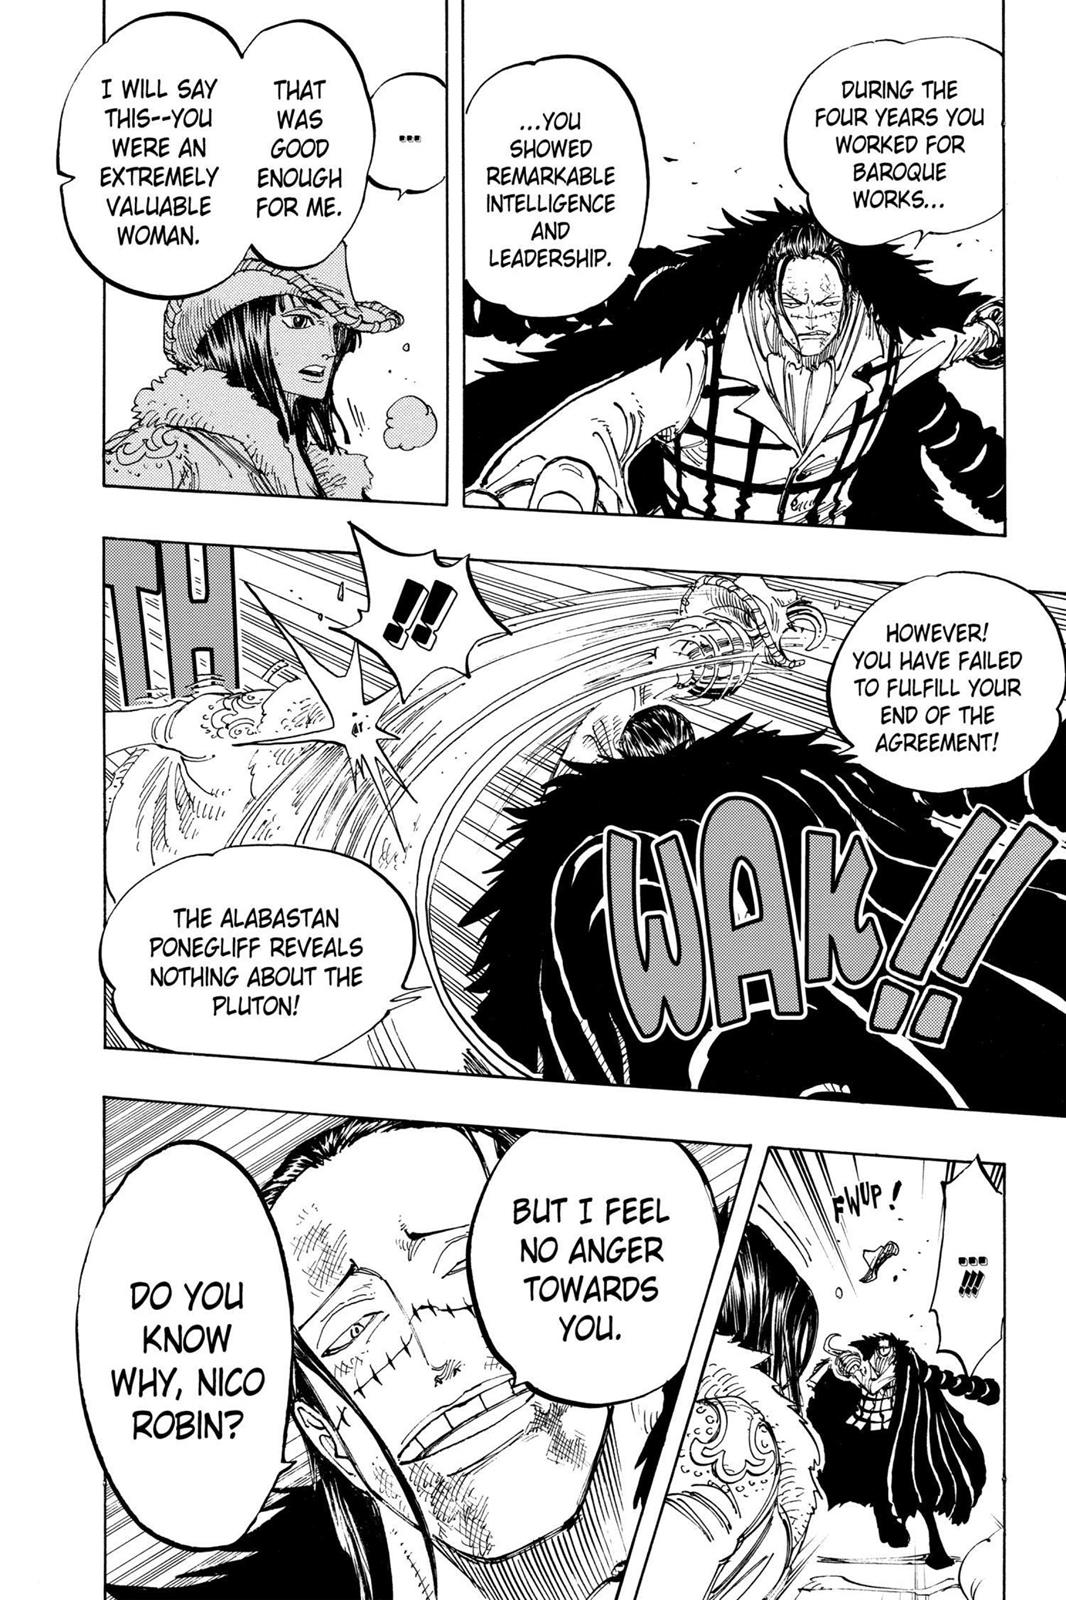 DURING THE
FOUR YEARS YOU
WORKED FOR
BAROQUE
WORKS...
...YOU
SHOWED
REMARKABLE
INTELLIGENCE
AND
LEADERSHIP.
...
THAT
WAS
GOOD
ENOUGH
FOR ME.
I WILL SAY
THIS--YOU
WERE AN
EXTREMELY
VALUABLE
WOMAN.
HOWEVER!
YOU HAVE FAILED
TO FULFILL YOUR
END OF THE
AGREEMENT!
!!
TH
WAK!!
THE ALABASTAN
PONEGLIFF REVEALS
NOTHING ABOUT THE
PLUTON!
...
!!!
FWUP!
BUT I FEEL
NO ANGER
TOWARDS
YOU.
DO YOU
KNOW
WHY, NICO
ROBIN?